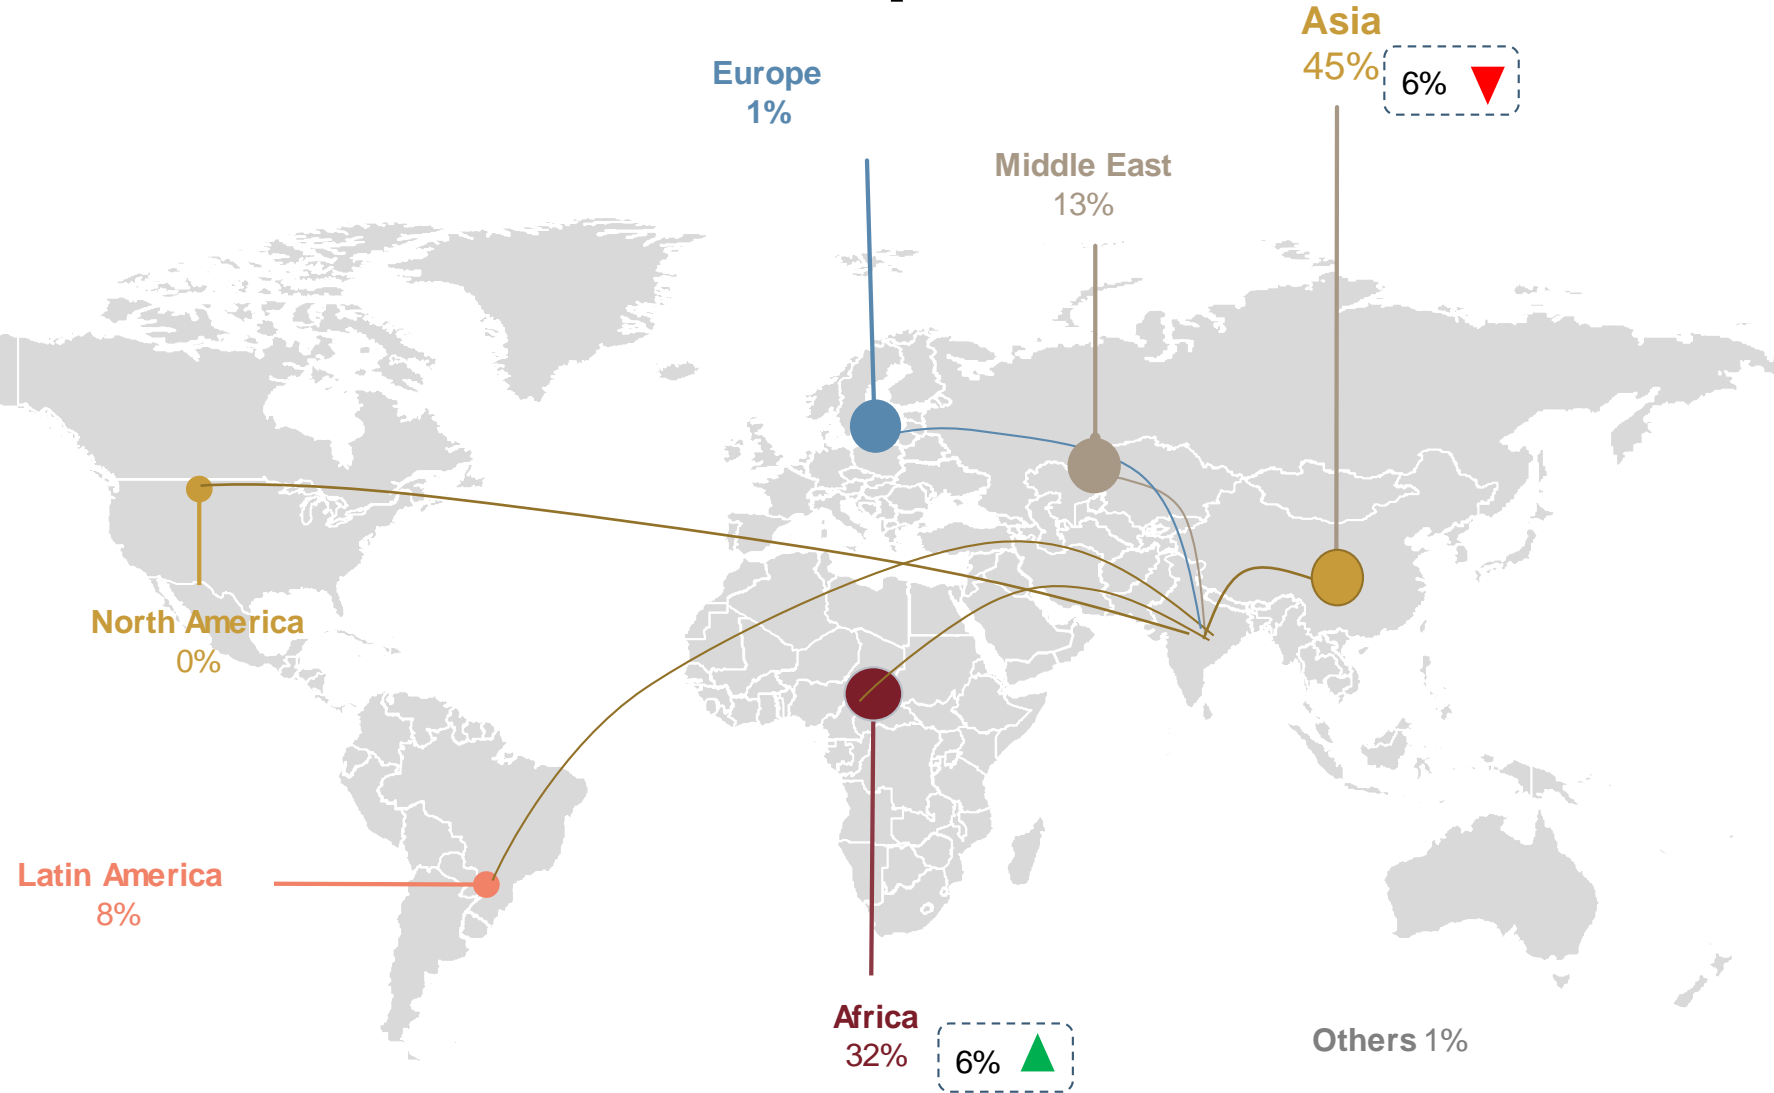 Asia
45%
6%
Europe
1%
Middle East
13%
North America
0%
Latin America
8%
Africa
32%
6%
Others 1%